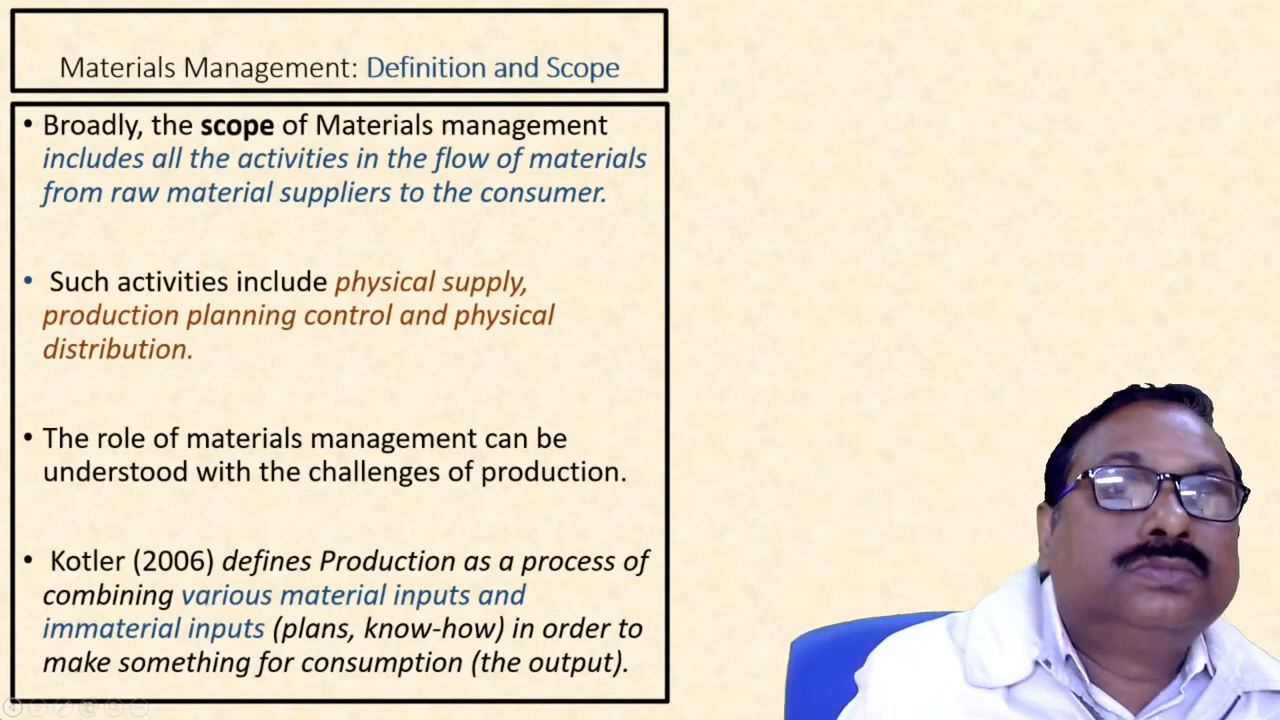 Materials Management: Definition and Scope
• Broadly, the scope of Materials management
includes all the activities in the flow of materials
from raw material suppliers to the consumer.
• Such activities include physical supply,
production planning control and physical
distribution.
• The role of materials management can be
understood with the challenges of production.
• Kotler (2006) defines Production as a process of
combining various material inputs and
immaterial inputs (plans, know-how) in order to
make something for consumption (the output).